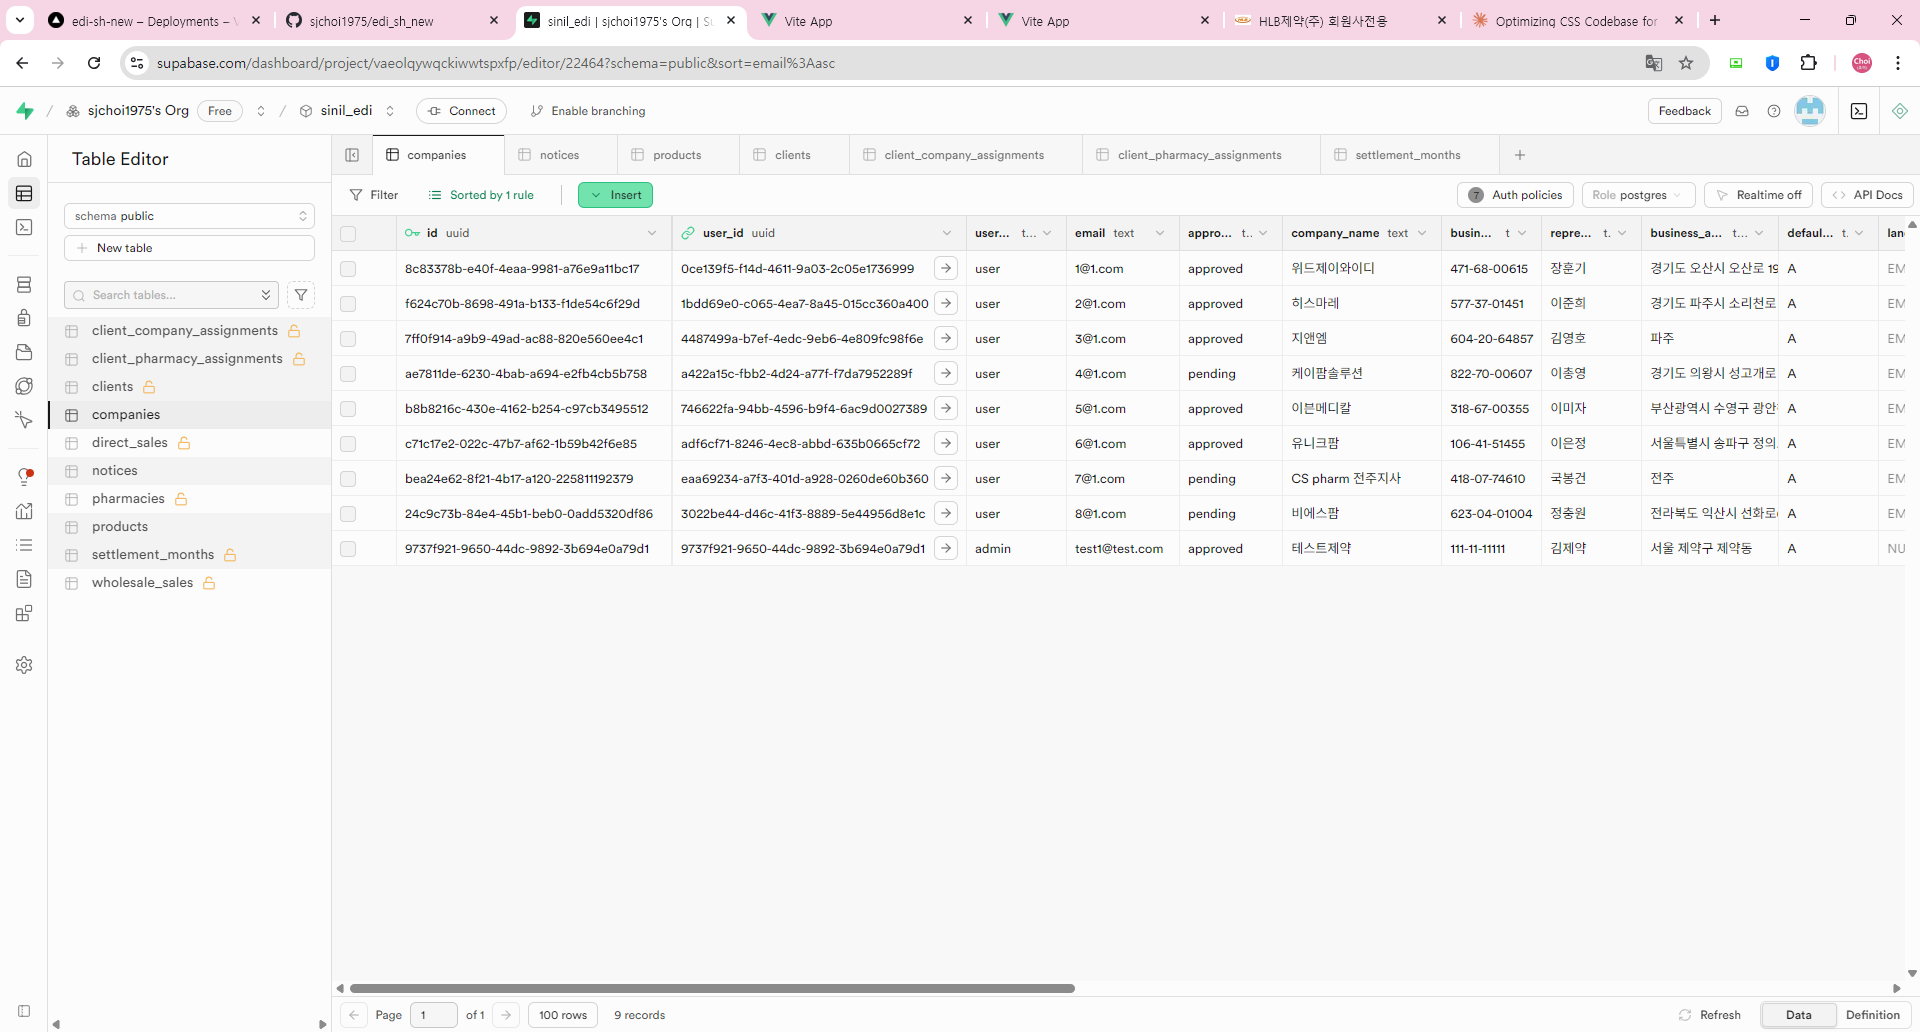 edi-sh-new – Deployments – V
sjchoi1975/edi_sh_new
sinil_edi | sjchoi1975's Org | Su
Vite App
Vite App
HLB제약(주) 회원사전용
Optimizing CSS Codebase for
supabase.com/dashboard/project/vaeolqywqckiwwtspxfp/editor/22464?schema=public&sort=email%3Aasc
Choi
sjchoi1975's Org
Free
sinil_edi
Connect
Enable branching
Feedback
Table Editor
companies
notices
products
clients
client_company_assignments
client_pharmacy_assignments
settlement_months
Filter
Sorted by 1 rule
Insert
7 Auth policies
Role postgres
Realtime off
API Docs
schema public
New table
Search tables...
client_company_assignments
client_pharmacy_assignments
clients
companies
direct_sales
notices
pharmacies
products
settlement_months
wholesale_sales
id uuid user_id uuid user... t... email text appro... t.. company_name text busin... t repre... t. business_a... t... defaul... t. lan
8c83378b-e40f-4eaa-9981-a76e9a11bc17 0ce139f5-f14d-4611-9a03-2c05e1736999 user 1@1.com approved 위드제이와이디 471-68-00615 장훈기 경기도 오산시 오산로 19 A EM
f624c70b-8698-491a-b133-f1de54c6f29d 1bdd69e0-c065-4ea7-8a45-015cc360a400 user 2@1.com approved 히스마레 577-37-01451 이준희 경기도 파주시 소리천로 A EM
7ff0f914-a9b9-49ad-ac88-820e560ee4c1 4487499a-b7ef-4edc-9eb6-4e809fc98f6e user 3@1.com approved 지앤엠 604-20-64857 김영호 파주 A EM
ae7811de-6230-4bab-a694-e2fb4cb5b758 a422a15c-fbb2-4d24-a77f-f7da7952289f user 4@1.com pending 케이팜솔루션 822-70-00607 이종영 경기도 의왕시 성고개로 A EM
b8b8216c-430e-4162-b254-c97cb3495512 746622fa-94bb-4596-b9f4-6ac9d0027389 user 5@1.com approved 이븐메디칼 318-67-00355 이미자 부산광역시 수영구 광안 A EM
c71c17e2-022c-47b7-af62-1b59b42f6e85 adf6cf71-8246-4ec8-abbd-635b0665cf72 user 6@1.com approved 유니크팜 106-41-51455 이은정 서울특별시 송파구 정의 A EM
bea24e62-8f21-4b17-a120-225811192379 eaa69234-a7f3-401d-a928-0260de60b360 user 7@1.com pending CS pharm 전주지사 418-07-74610 국봉건 전주 A EM
24c9c73b-84e4-45b1-beb0-0add5320df86 3022be44-d46c-41f3-8889-5e44956d8e1c user 8@1.com pending 비에스팜 623-04-01004 정충원 전라북도 익산시 선화로 A EM
9737f921-9650-44dc-9892-3b694e0a79d1 9737f921-9650-44dc-9892-3b694e0a79d1 admin test1@test.com approved 테스트제약 111-11-11111 김제약 서울 제약구 제약동 A NU
Page 1 of 1
100 rows
9 records
Refresh
Data
Definition